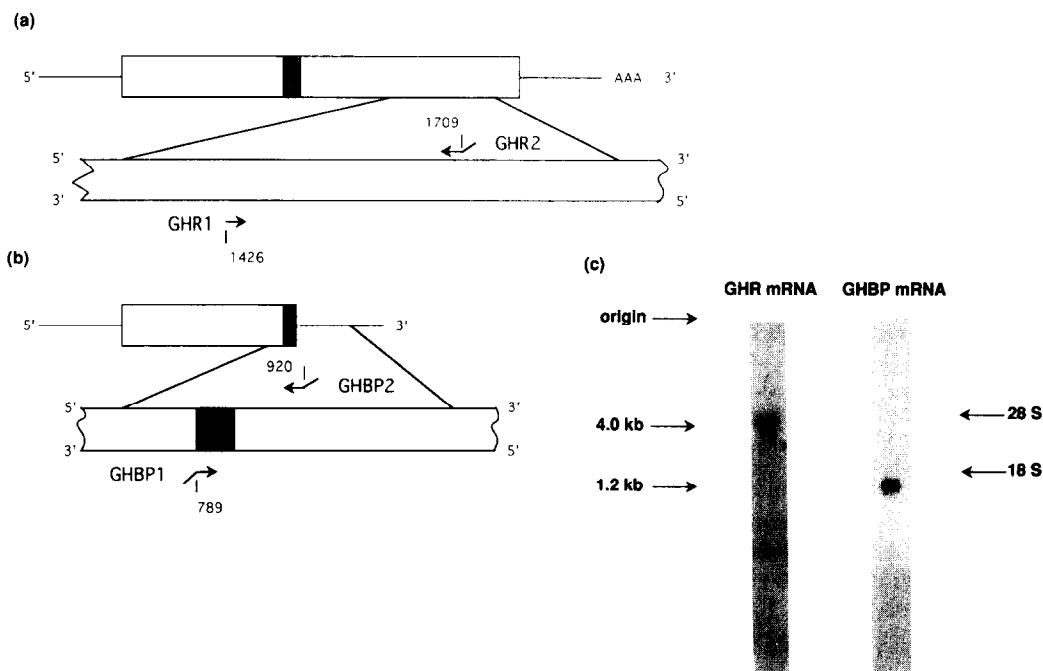 (a)
5' AAA 3'
1709
GHR2
5' 3'
3' 5'
GHR1
1426
(b)
5' 3'
920
GHBP2
5' 3'
3' 5'
GHBP1
789
(c)
GHR mRNA GHBP mRNA
origin
4.0 kb 28 S
18 S
1.2 kb